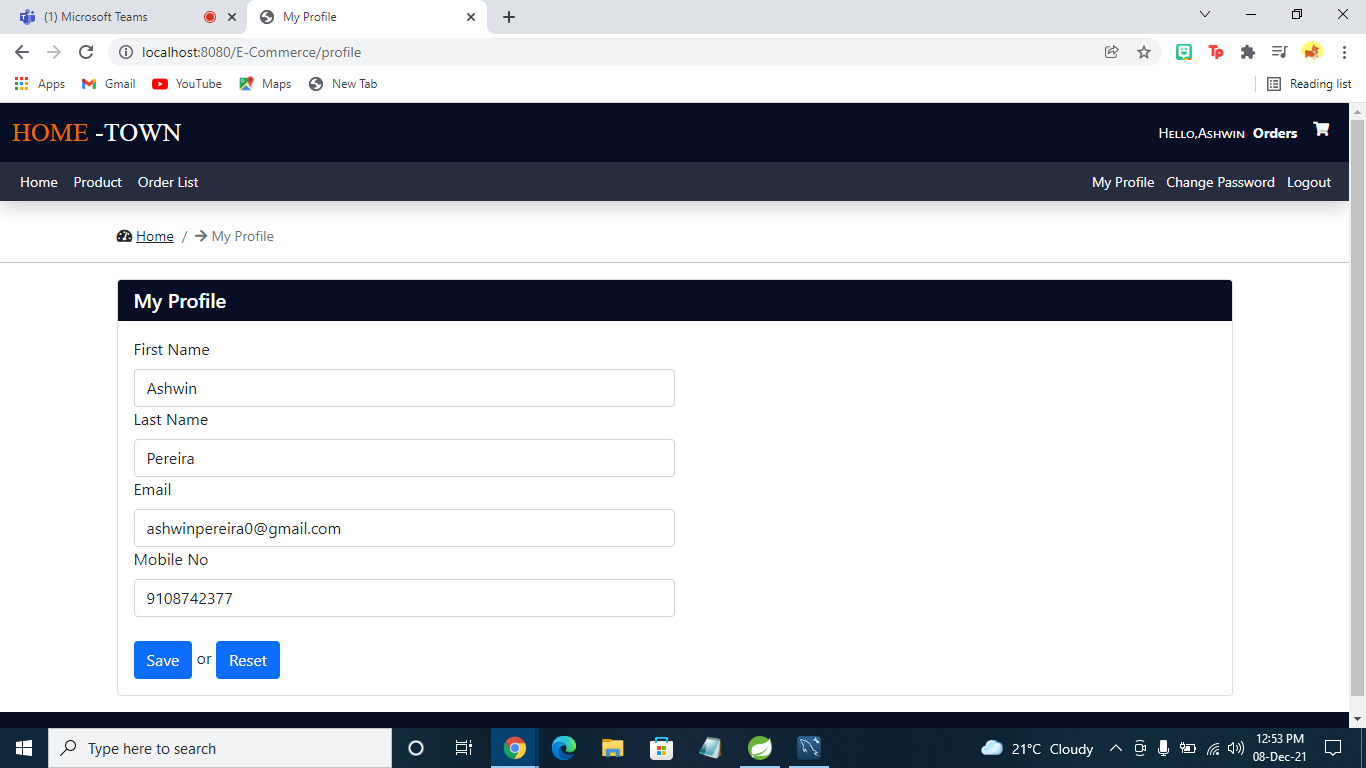 (1) Microsoft Teams
My Profile
localhost:8080/E-Commerce/profile
Apps Gmail YouTube Maps New Tab Reading list
HOME -TOWN
Hello,Ashwin Orders
Home Product Order List My Profile Change Password Logout
Home / My Profile
My Profile
First Name
Ashwin
Last Name
Pereira
Email
ashwinpereira0@gmail.com
Mobile No
9108742377
Save or Reset
Type here to search
21°C Cloudy
12:53 PM
08-Dec-21